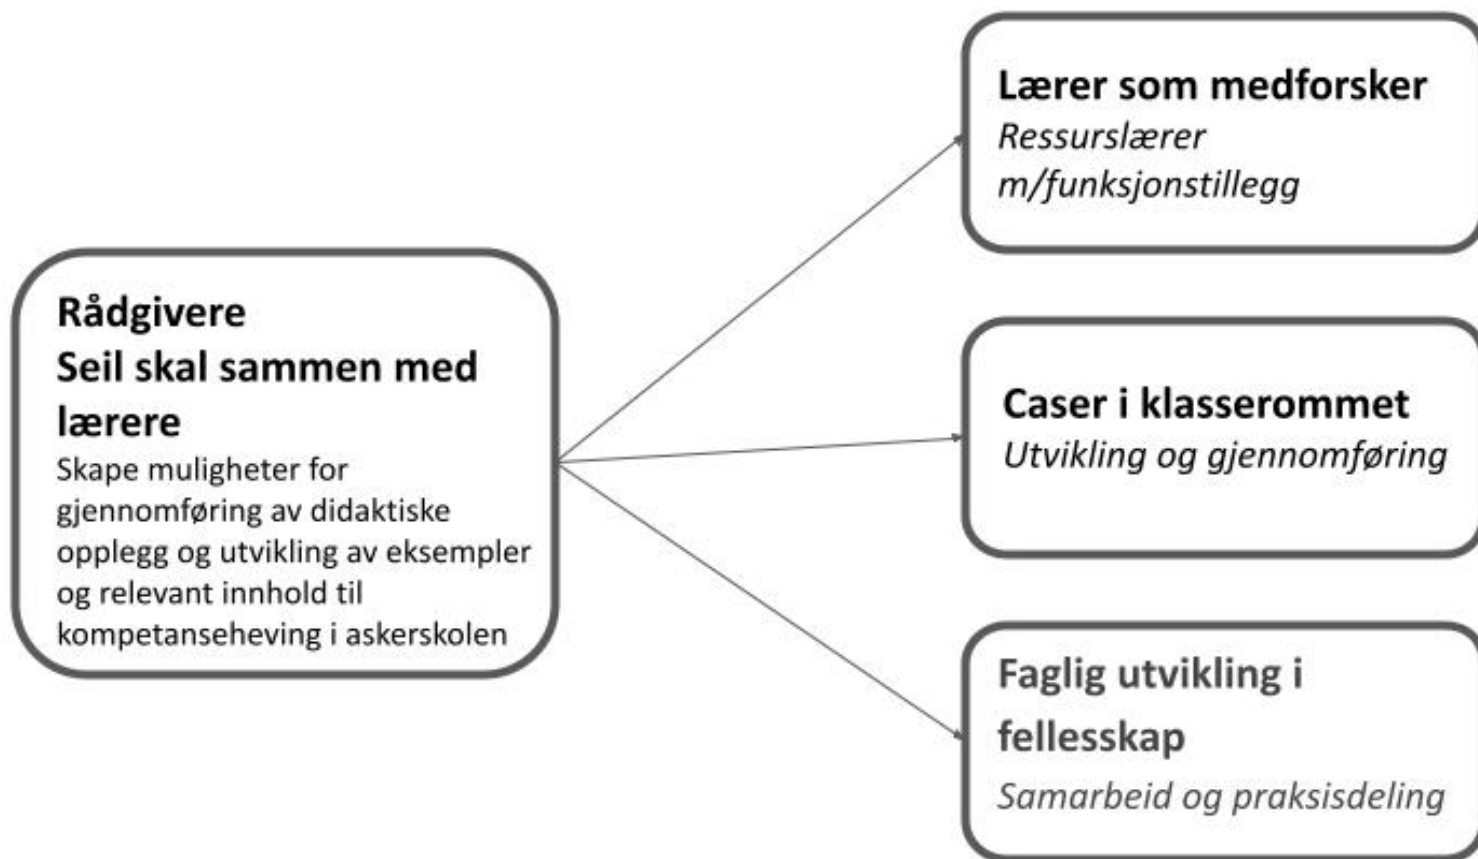 Rådgivere
Seil skal sammen med
lærere
Skape muligheter for
gjennomføring av didaktiske
opplegg og utvikling av eksempler
og relevant innhold til
kompetanseheving i askerskolen
Lærer som medforsker
Ressurslærer
m/funksjonstillegg
Caser i klasserommet
Utvikling og gjennomføring
Faglig utvikling i
fellesskap
Samarbeid og praksisdeling